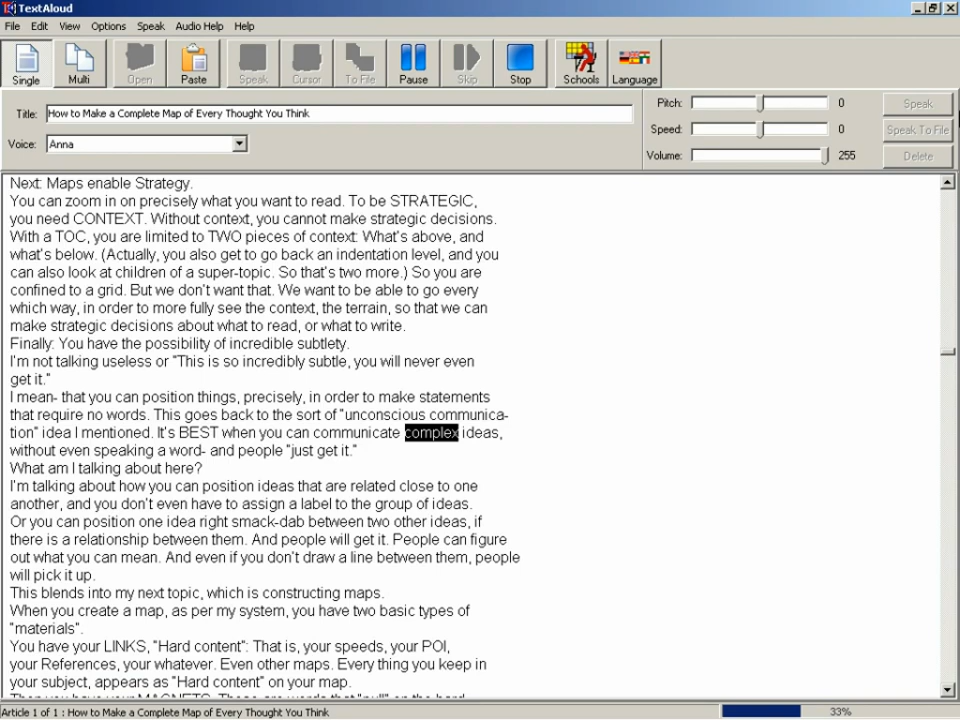 TextAloud
File Edit View Options Speak Audio Help Help
Single Multi Open Paste Speak Cursor To File Pause Skip Stop Schools Language
Title: How to Make a Complete Map of Every Thought You Think
Voice: Anna
Pitch: 0 Speak
Speed: 0 Speak To File
Volume: 255 Delete
Next: Maps enable Strategy.
You can zoom in on precisely what you want to read. To be STRATEGIC,
you need CONTEXT. Without context, you cannot make strategic decisions.
With a TOC, you are limited to TWO pieces of context: What's above, and
what's below. (Actually, you also get to go back an indentation level, and you
can also look at children of a super-topic. So that's two more.) So you are
confined to a grid. But we don't want that. We want to be able to go every
which way, in order to more fully see the context, the terrain, so that we can
make strategic decisions about what to read, or what to write.
Finally: You have the possibility of incredible subtlety.
I'm not talking useless or "This is so incredibly subtle, you will never even
get it."
I mean- that you can position things, precisely, in order to make statements
that require no words. This goes back to the sort of "unconscious communica-
tion" idea I mentioned. It's BEST when you can communicate complex ideas,
without even speaking a word- and people "just get it."
What am I talking about here?
I'm talking about how you can position ideas that are related close to one
another, and you don't even have to assign a label to the group of ideas.
Or you can position one idea right smack-dab between two other ideas, if
there is a relationship between them. And people will get it. People can figure
out what you can mean. And even if you don't draw a line between them, people
will pick it up.
This blends into my next topic, which is constructing maps.
When you create a map, as per my system, you have two basic types of
"materials".
You have your LINKS, "Hard content": That is, your speeds, your POI,
your References, your whatever. Even other maps. Every thing you keep in
your subject, appears as "Hard content" on your map.
Then you have your MAGNETS. These are words that "pull" on the hard
Article 1 of 1 : How to Make a Complete Map of Every Thought You Think 33%